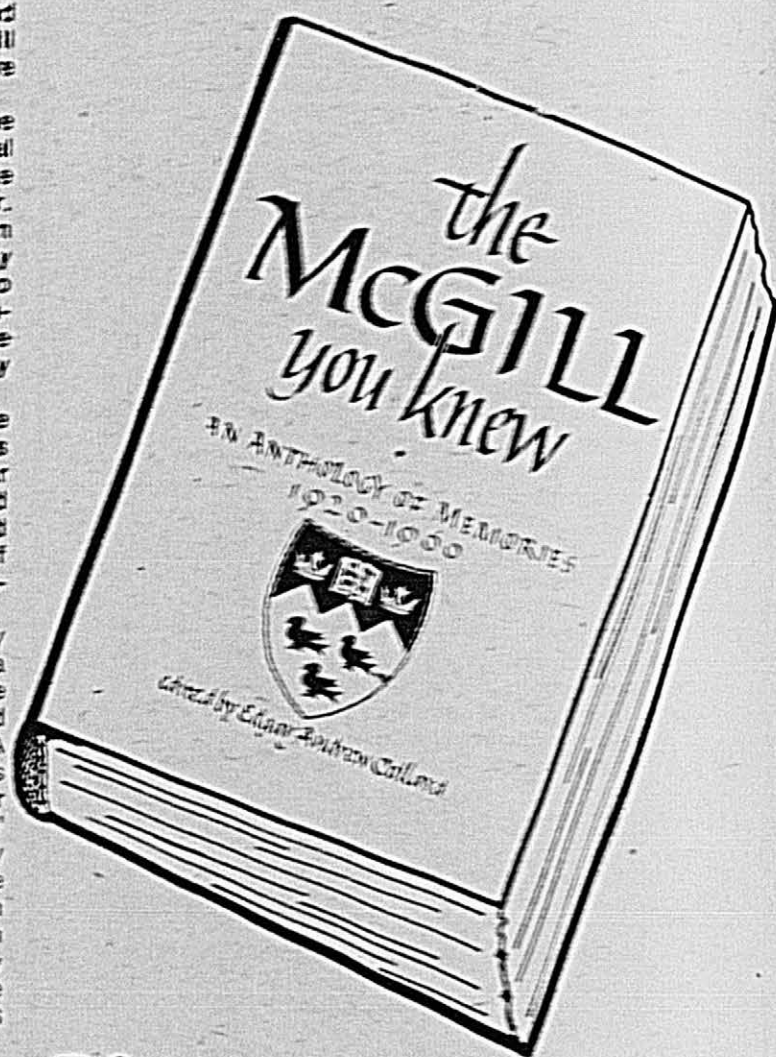 the
McGILL
you knew
AN ANTHOLOGY OF MEMORIES
1920-1960
Edited by Edgar Andrew Collard